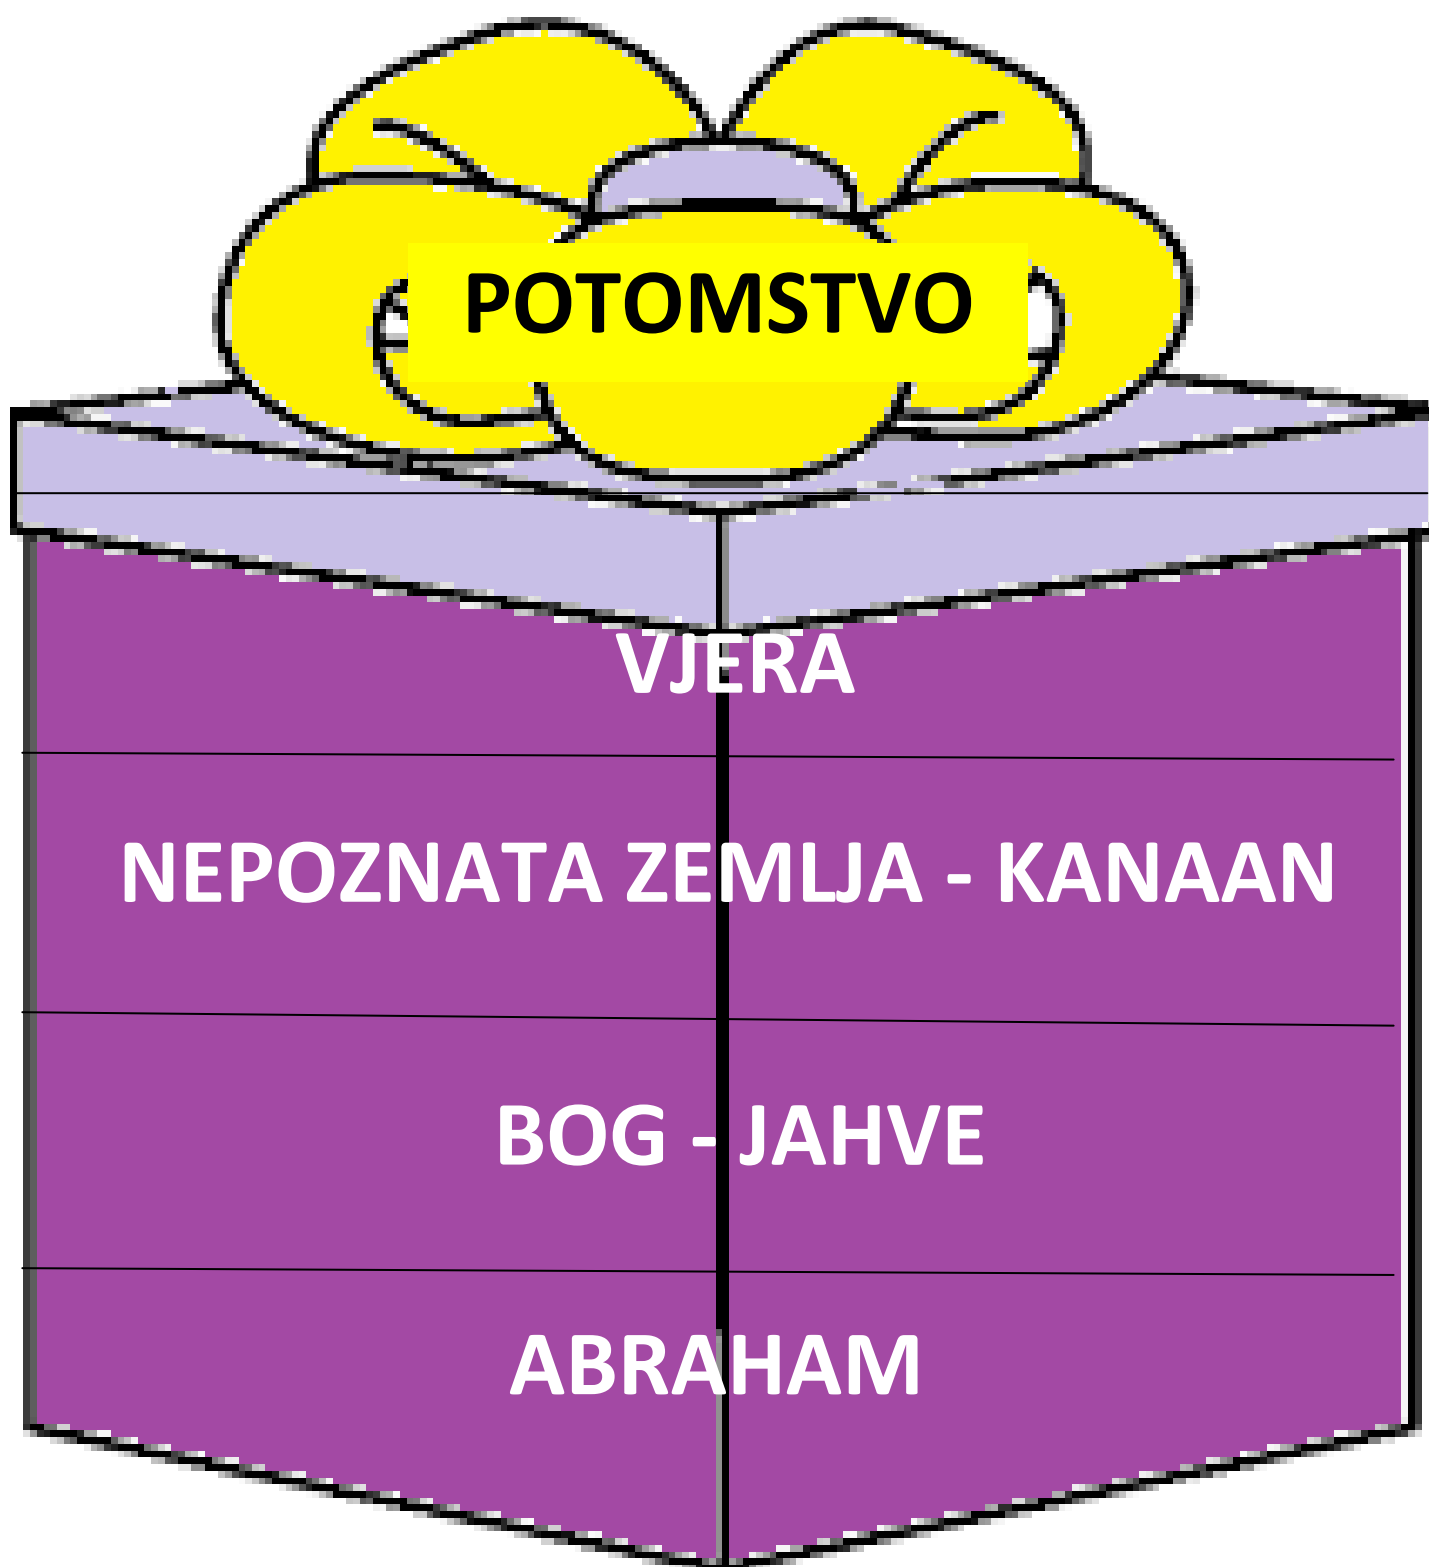 POTOMSTVO
VJERA
NEPOZNATA ZEMLJA - KANAAN
BOG - JAHVE
ABRAHAM